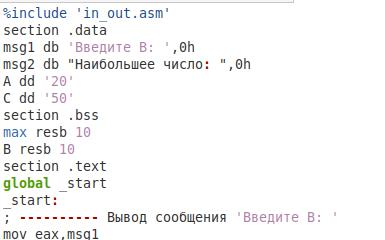 %include 'in_out.asm'
section .data
msg1 db 'Введите B: ',0h
msg2 db "Наибольшее число: ",0h
A dd '20'
C dd '50'
section .bss
max resb 10
B resb 10
section .text
global _start
_start:
; ---------- Вывод сообщения 'Введите B: '
mov eax,msg1